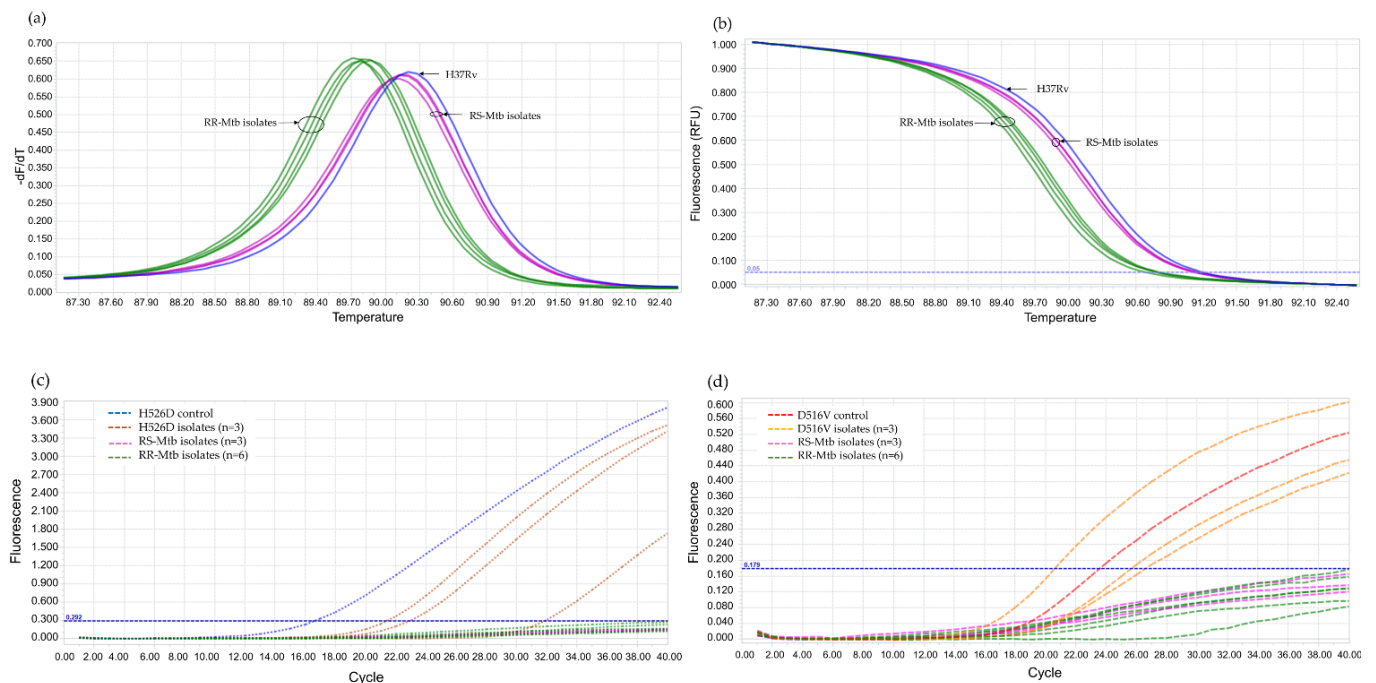 (a)
0.700
0.650
0.600
0.550
0.500
0.450
0.400
0.350
0.300
0.250
0.200
0.150
0.100
0.050
0.000
-dF/dT
H37Rv
RS-Mtb isolates
RR-Mtb isolates
87.30 87.60 87.90 88.20 88.50 88.80 89.10 89.40 89.70 90.00 90.30 90.60 90.90 91.20 91.50 91.80 92.10 92.40
Temperature
(b)
1.000
0.900
0.800
0.700
0.600
0.500
0.400
0.300
0.200
0.100
0.000
Fluorescence (RFU)
H37Rv
RR-Mtb isolates
RS-Mtb isolates
0.05
87.30 87.60 87.90 88.20 88.50 88.80 89.10 89.40 89.70 90.00 90.30 90.60 90.90 91.20 91.50 91.80 92.10 92.40
Temperature
(c)
3.900
3.600
3.300
3.000
2.700
2.400
2.100
1.800
1.500
1.200
0.900
0.600
0.300
0.000
Fluorescence
H526D control
H526D isolates (n=3)
RS-Mtb isolates (n=3)
RR-Mtb isolates (n=6)
0.292
0.00 2.00 4.00 6.00 8.00 10.00 12.00 14.00 16.00 18.00 20.00 22.00 24.00 26.00 28.00 30.00 32.00 34.00 36.00 38.00 40.00
Cycle
(d)
0.600
0.560
0.520
0.480
0.440
0.400
0.360
0.320
0.280
0.240
0.200
0.160
0.120
0.080
0.040
0.000
Fluorescence
D516V control
D516V isolates (n=3)
RS-Mtb isolates (n=3)
RR-Mtb isolates (n=6)
0.179
0.00 2.00 4.00 6.00 8.00 10.00 12.00 14.00 16.00 18.00 20.00 22.00 24.00 26.00 28.00 30.00 32.00 34.00 36.00 38.00 40.00
Cycle